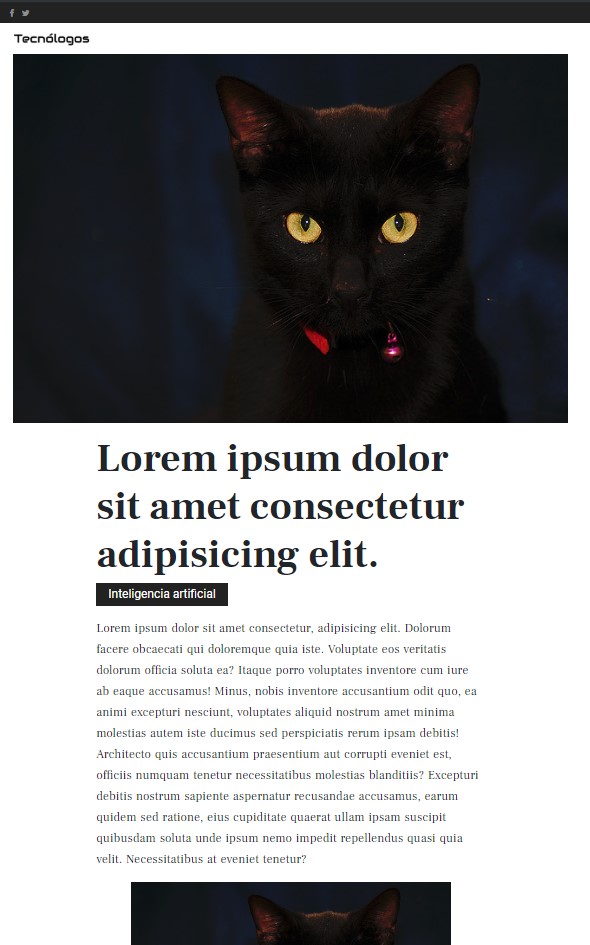 Tecnólogos
Lorem ipsum dolor
sit amet consectetur
adipisicing elit.
Inteligencia artificial
Lorem ipsum dolor sit amet consectetur, adipisicing elit. Dolorum
facere obcaecati qui doloremque quia iste. Voluptate eos veritatis
dolorum officia soluta ea? Itaque porro voluptates inventore cum iure
ab eaque accusamus! Minus, nobis inventore accusantium odit quo, ea
animi excepturi nesciunt, voluptates aliquid nostrum amet minima
molestias autem iste ducimus sed perspiciatis rerum ipsam debitis!
Architecto quis accusantium praesentium aut corrupti eveniet est,
officiis numquam tenetur necessitatibus molestias blanditiis? Excepturi
debitis nostrum sapiente aspernatur recusandae accusamus, earum
quidem sed ratione, eius cupiditate quaerat ullam ipsam suscipit
quibusdam soluta unde ipsum nemo impedit repellendus quasi quia
velit. Necessitatibus at eveniet tenetur?